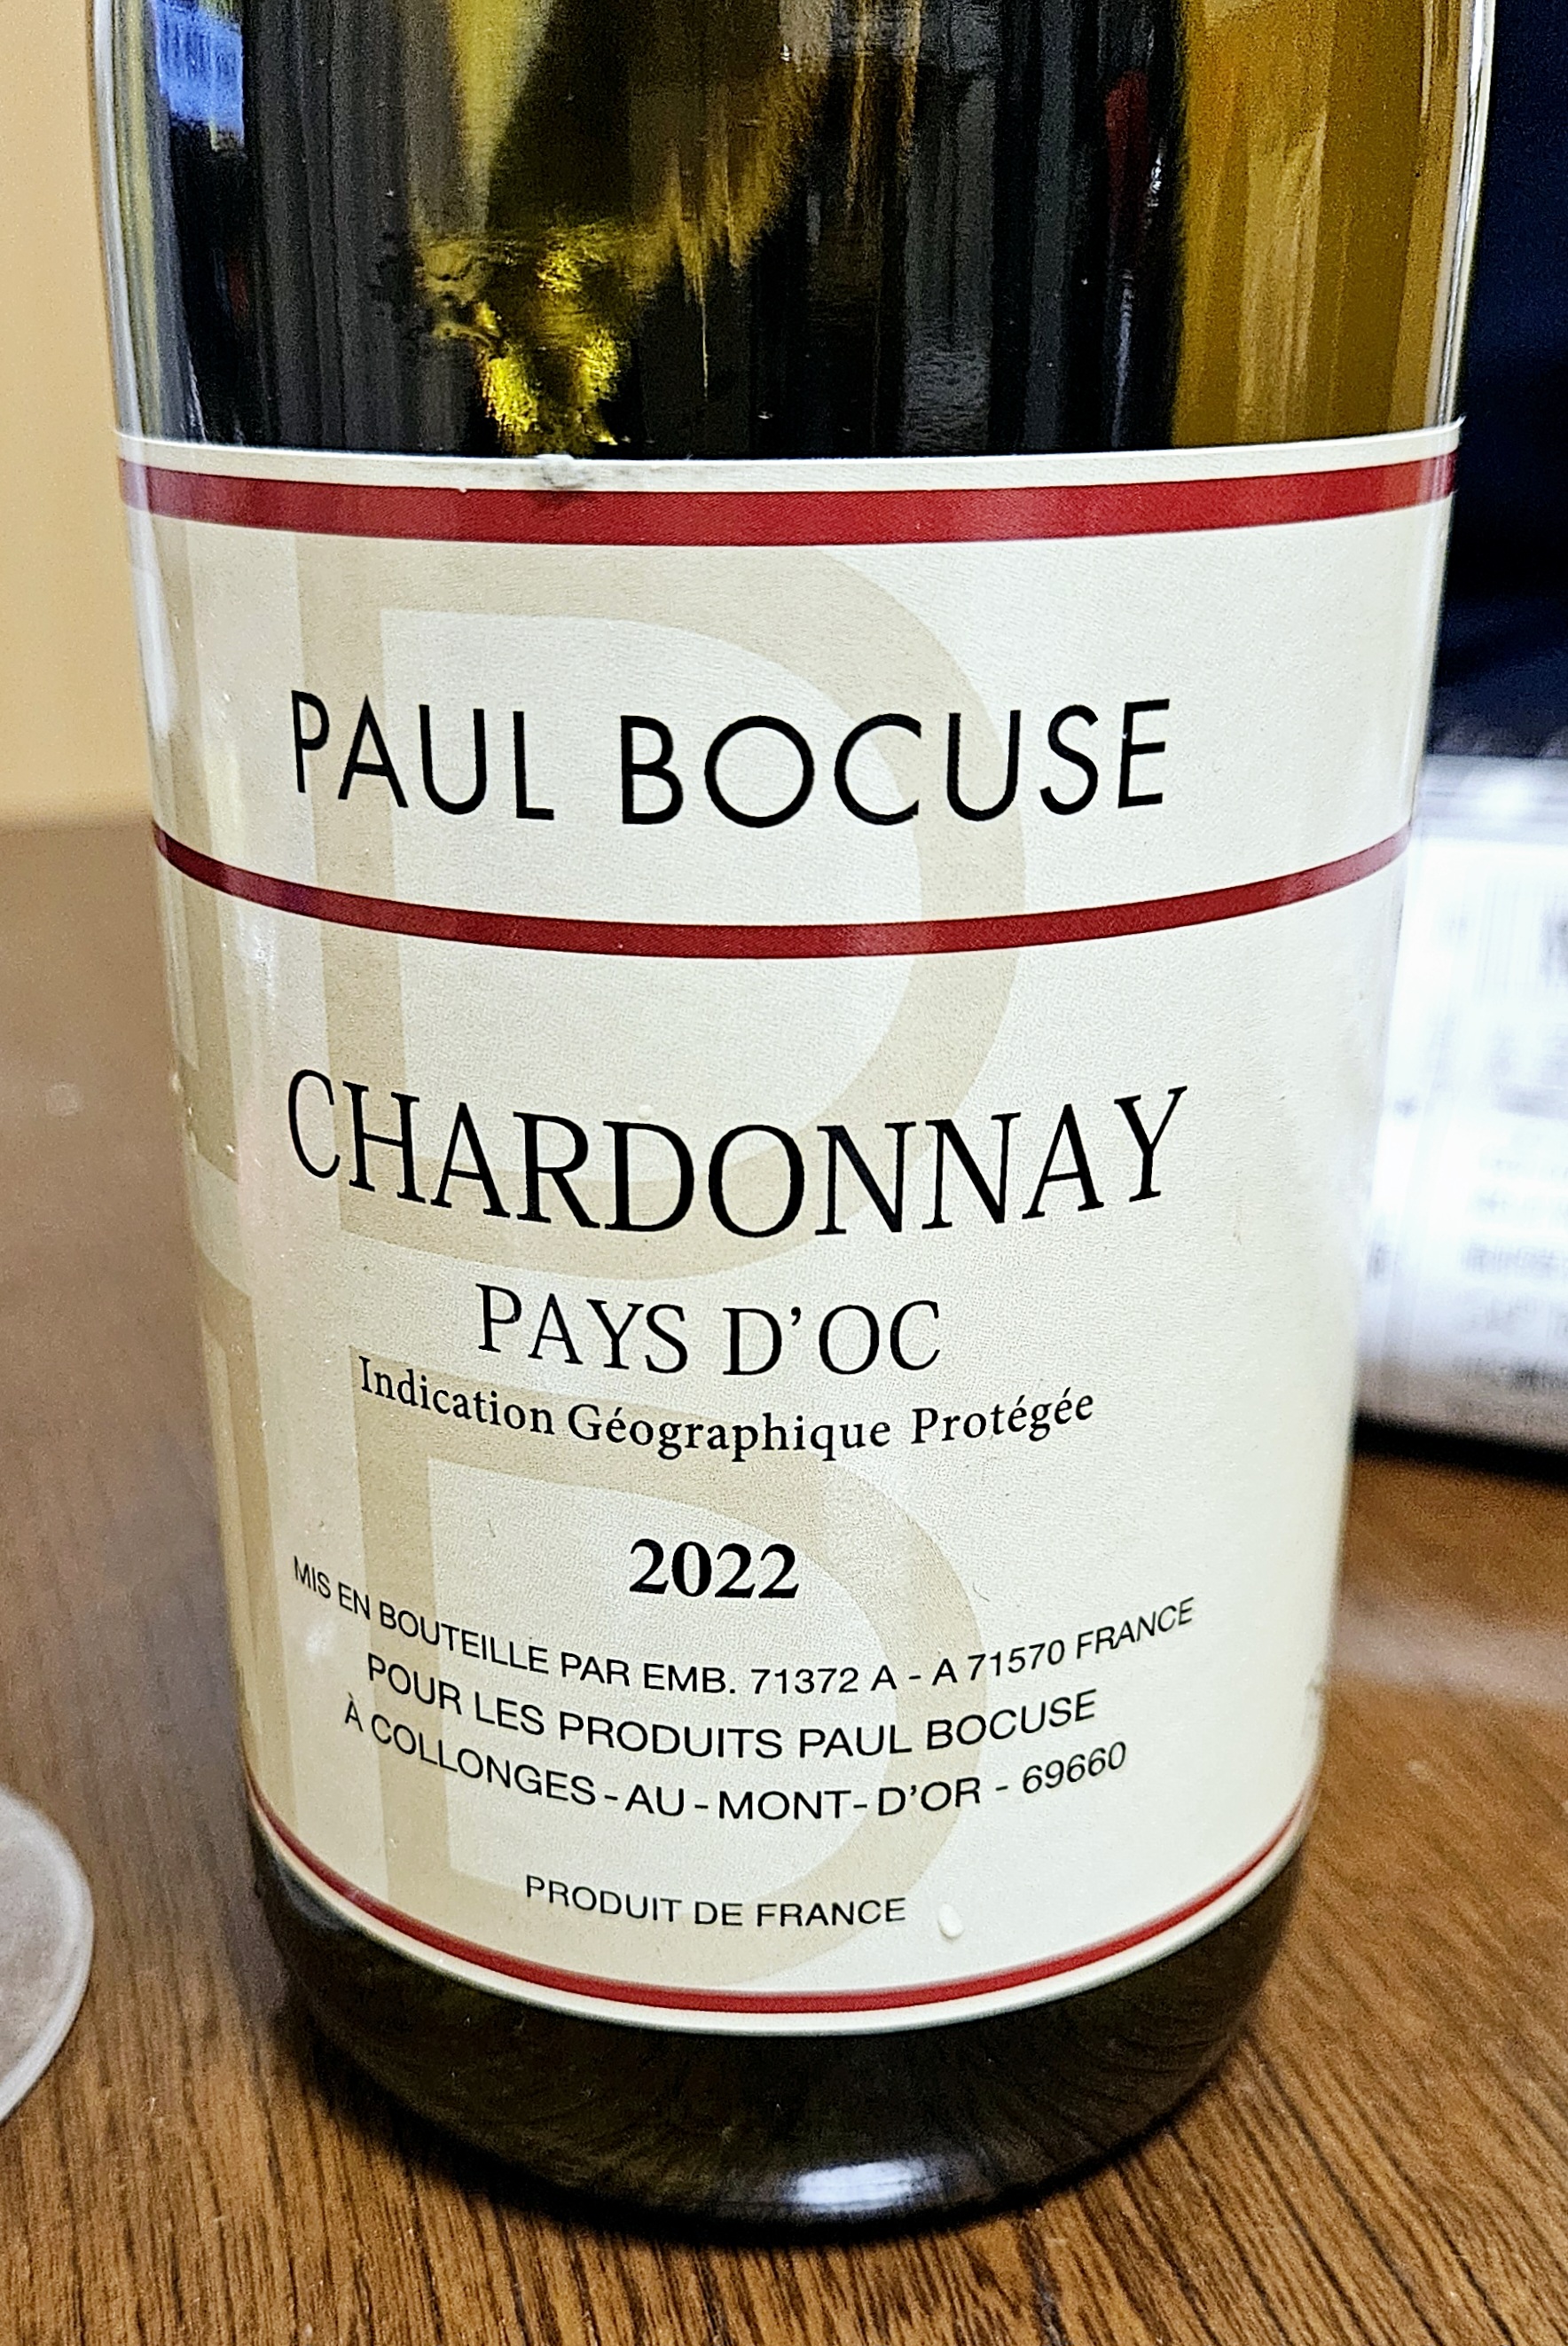 PAUL BOCUSE
CHARDONNAY
PAYS D'OC
Indication Géographique Protégée
2022
MIS EN BOUTEILLE PAR EMB. 71372 A - A 71570 FRANCE
POUR LES PRODUITS PAUL BOCUSE
À COLLONGES - AU - MONT- D'OR - 69660
PRODUIT DE FRANCE